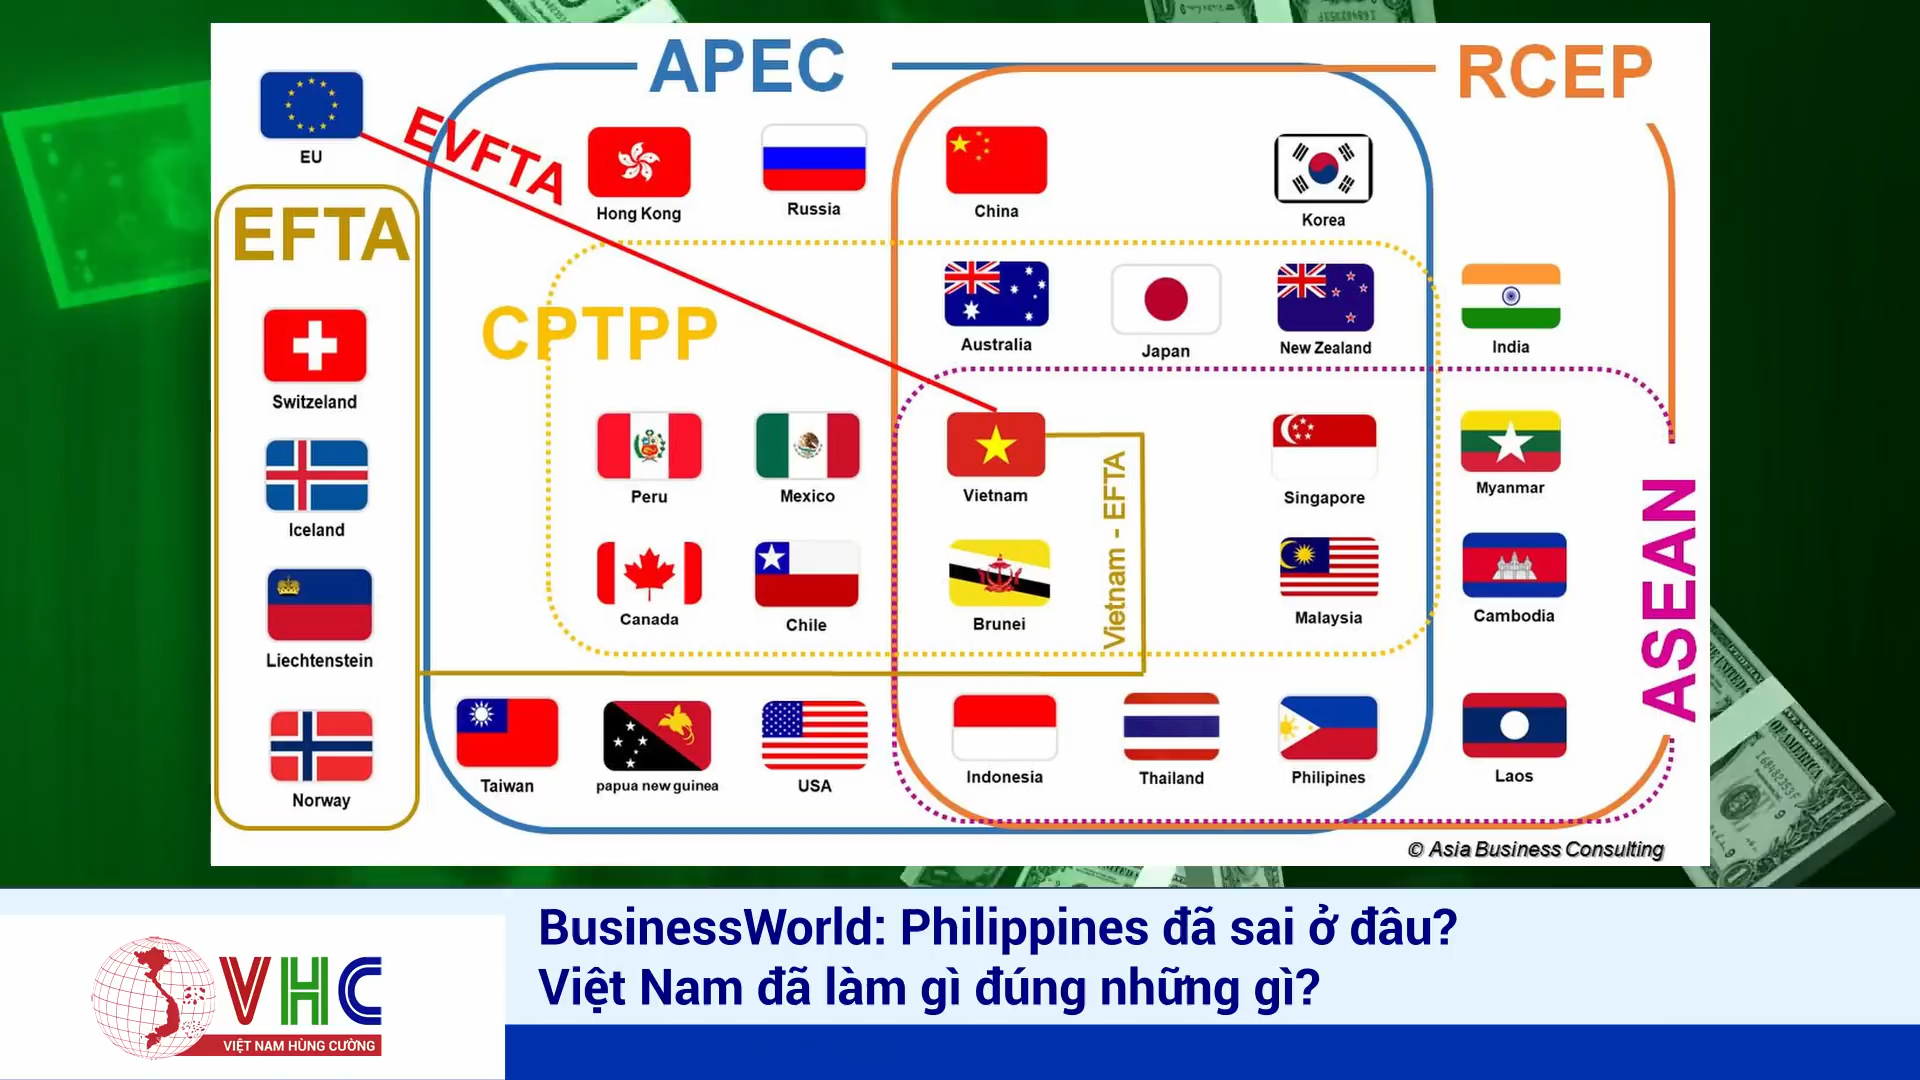 APEC
RCEP
EU
EVFTA
Hong Kong
Russia
China
Korea
EFTA
CPTPP
Australia
Japan
New Zealand
India
Switzeland
Peru
Mexico
Vietnam
Singapore
Myanmar
Iceland
Canada
Chile
Brunei
Vietnam - EFTA
Malaysia
Cambodia
ASEAN
Liechtenstein
Norway
Taiwan
papua new guinea
USA
Indonesia
Thailand
Philipines
Laos
© Asia Business Consulting
BusinessWorld: Philippines đã sai ở đâu?
Việt Nam đã làm gì đúng những gì?
VHC
VIỆT NAM HÙNG CƯỜNG